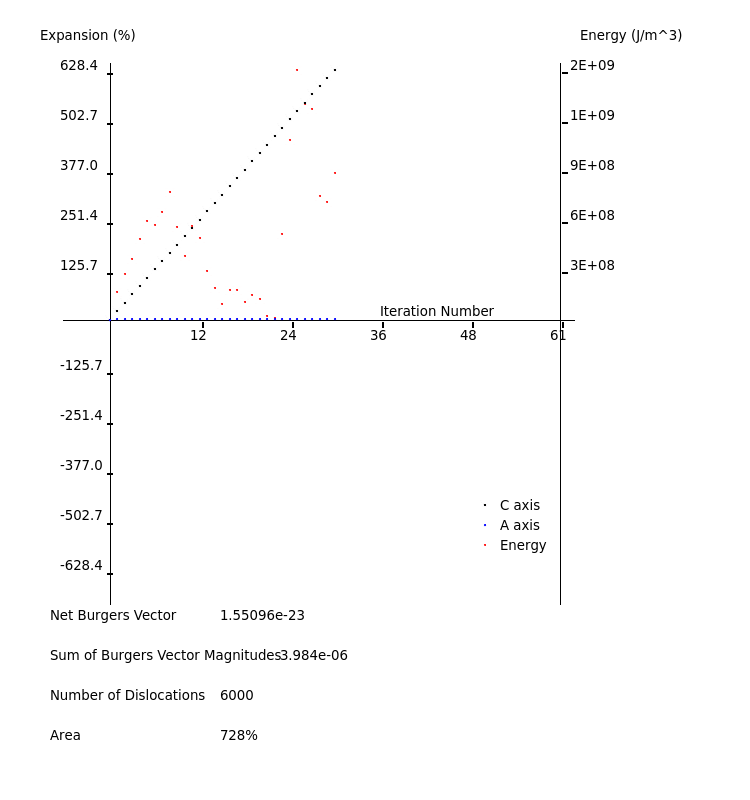 Expansion (%)
Energy (J/m^3)
628.4
2E+09
502.7
1E+09
377.0
9E+08
251.4
6E+08
125.7
3E+08
Iteration Number
12 24 36 48 61
-125.7
-251.4
-377.0
-502.7
-628.4
C axis
A axis
Energy
Net Burgers Vector 1.55096e-23
Sum of Burgers Vector Magnitudes3.984e-06
Number of Dislocations 6000
Area 728%